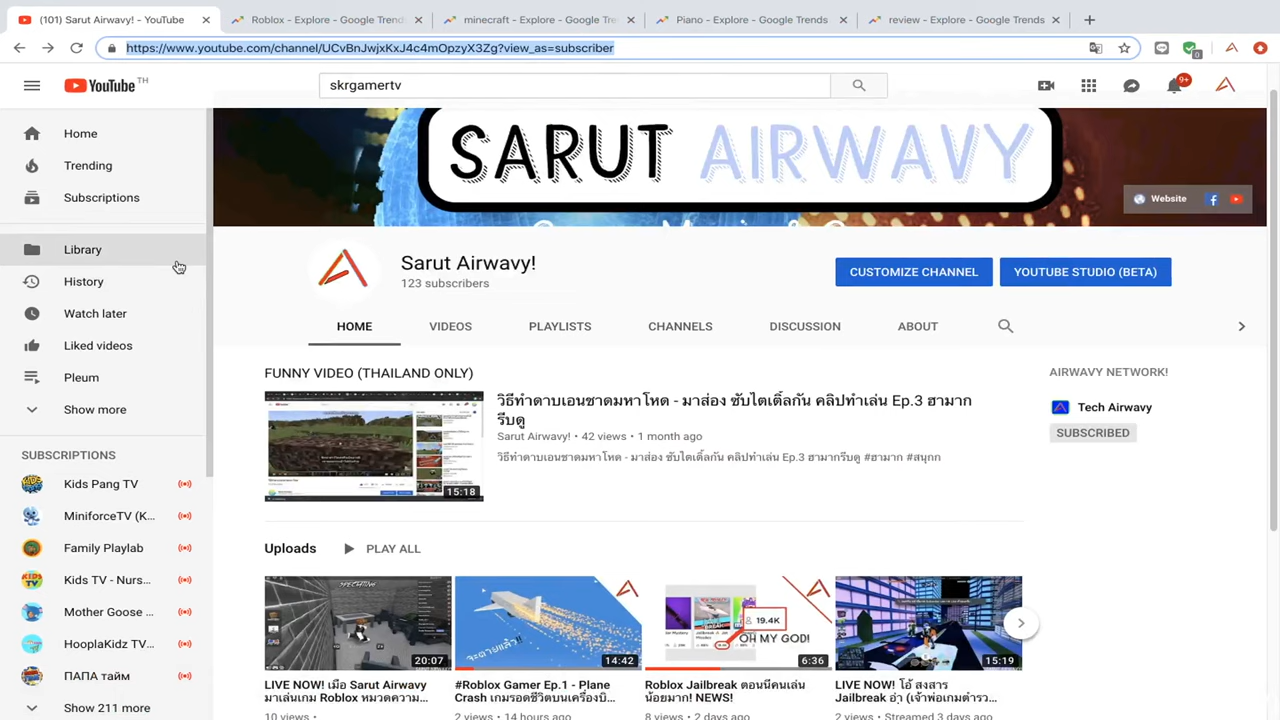 (101) Sarut Airwavy! - YouTube
Roblox - Explore - Google Trends
minecraft - Explore - Google Tre
Piano - Explore - Google Trends
review - Explore - Google Trends
https://www.youtube.com/channel/UCvBnJwjxKxJ4c4mOpzyX3Zg?view_as=subscriber
0
YouTube TH
skrgamertv
9+
Home
Trending
Subscriptions
Library
History
Watch later
Liked videos
Pleum
Show more
SUBSCRIPTIONS
Kids Pang TV
MiniforceTV (K...
Family Playlab
Kids TV - Nurs...
Mother Goose ...
HooplaKidz TV...
ПАПА тайм
Show 211 more
SARUT AIRWAVY
Website
Sarut Airwavy!
123 subscribers
CUSTOMIZE CHANNEL
YOUTUBE STUDIO (BETA)
HOME
VIDEOS
PLAYLISTS
CHANNELS
DISCUSSION
ABOUT
FUNNY VIDEO (THAILAND ONLY)
15:18
วิธีทำดาบเอนชาดมหาโหด - มาส่อง ซับไตเติ้ลกัน คลิปทำเล่น Ep.3 ฮามาก
รีบดู
Sarut Airwavy! • 42 views • 1 month ago
วิธีทำดาบเอนชาดมหาโหด - มาส่อง ซับไตเติ้ลกัน คลิปทำเล่น Ep.3 ฮามากรีบดู #ฮามาก #สนุกก
AIRWAVY NETWORK!
Tech Airwavy
SUBSCRIBED
Uploads
PLAY ALL
20:07
14:42
19.4K
OH MY GOD!
6:36
15:19
LIVE NOW! เมื่อ Sarut Airwavy
มาเล่นเกม Roblox หมวดความ...
10 views •
#Roblox Gamer Ep.1 - Plane
Crash เกมรอดชีวิตบนเครื่องบิ...
2 views • 14 hours ago
Roblox Jailbreak ตอนนี้คนเล่น
น้อยมาก! NEWS!
8 views • 2 days ago
LIVE NOW! โอ้ สงสาร
Jailbreak อ่า (เจ้าพ่อเกมตำรว...
2 views • Streamed 3 days ago